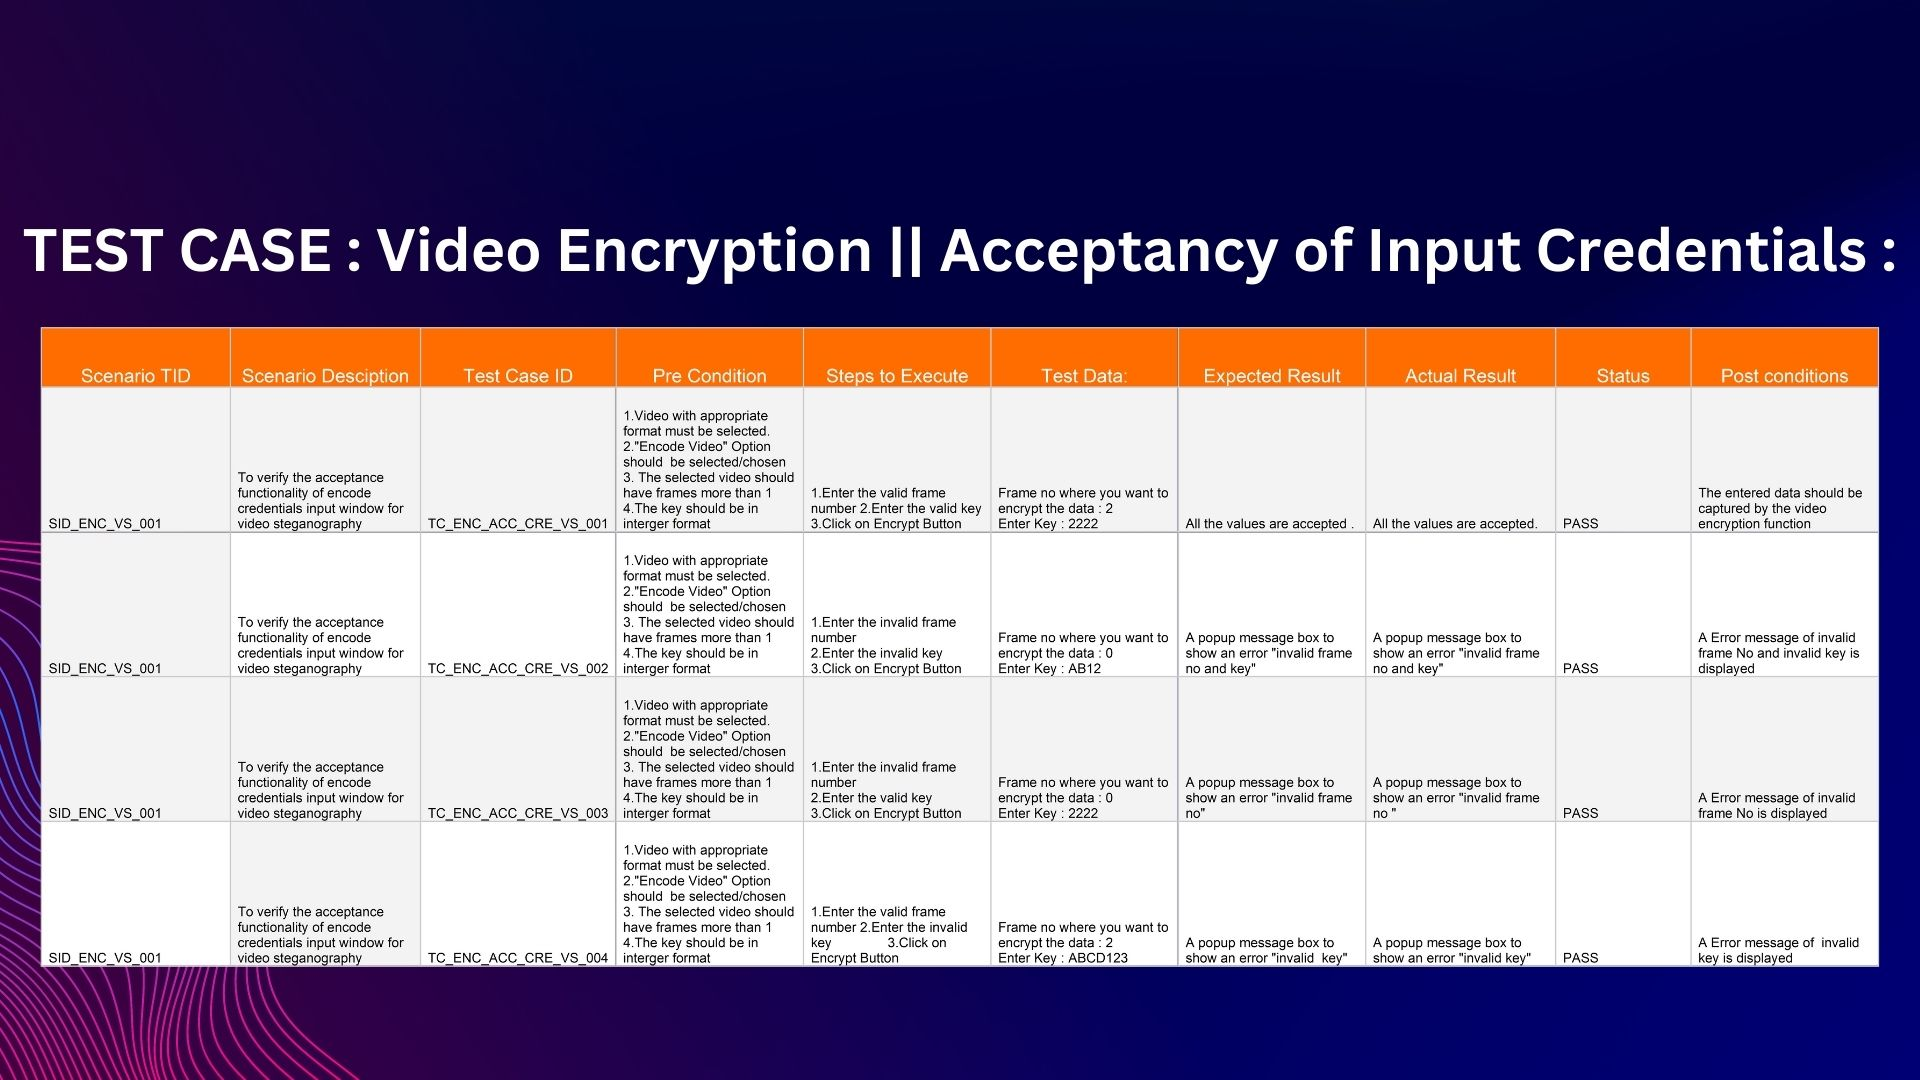 TEST CASE : Video Encryption || Acceptancy of Input Credentials :
Scenario TID
Scenario Desciption
Test Case ID
Pre Condition
Steps to Execute
Test Data:
Expected Result
Actual Result
Status
Post conditions
SID_ENC_VS_001
To verify the acceptance
functionality of encode
credentials input window for
video steganography
TC_ENC_ACC_CRE_VS_001
1.Video with appropriate
format must be selected.
2."Encode Video" Option
should  be selected/chosen
3. The selected video should
have frames more than 1
4.The key should be in
interger format
1.Enter the valid frame
number 2.Enter the valid key
3.Click on Encrypt Button
Frame no where you want to
encrypt the data : 2
Enter Key : 2222
All the values are accepted .
All the values are accepted.
PASS
The entered data should be
captured by the video
encryption function
SID_ENC_VS_001
To verify the acceptance
functionality of encode
credentials input window for
video steganography
TC_ENC_ACC_CRE_VS_002
1.Video with appropriate
format must be selected.
2."Encode Video" Option
should  be selected/chosen
3. The selected video should
have frames more than 1
4.The key should be in
interger format
1.Enter the invalid frame
number
2.Enter the invalid key
3.Click on Encrypt Button
Frame no where you want to
encrypt the data : 0
Enter Key : AB12
A popup message box to
show an error "invalid frame
no and key"
A popup message box to
show an error "invalid frame
no and key"
PASS
A Error message of invalid
frame No and invalid key is
displayed
SID_ENC_VS_001
To verify the acceptance
functionality of encode
credentials input window for
video steganography
TC_ENC_ACC_CRE_VS_003
1.Video with appropriate
format must be selected.
2."Encode Video" Option
should  be selected/chosen
3. The selected video should
have frames more than 1
4.The key should be in
interger format
1.Enter the invalid frame
number
2.Enter the valid key
3.Click on Encrypt Button
Frame no where you want to
encrypt the data : 0
Enter Key : 2222
A popup message box to
show an error "invalid frame
no"
A popup message box to
show an error "invalid frame
no "
PASS
A Error message of invalid
frame No is displayed
SID_ENC_VS_001
To verify the acceptance
functionality of encode
credentials input window for
video steganography
TC_ENC_ACC_CRE_VS_004
1.Video with appropriate
format must be selected.
2."Encode Video" Option
should  be selected/chosen
3. The selected video should
have frames more than 1
4.The key should be in
interger format
1.Enter the valid frame
number 2.Enter the invalid
key 3.Click on
Encrypt Button
Frame no where you want to
encrypt the data : 2
Enter Key : ABCD123
A popup message box to
show an error "invalid  key"
A popup message box to
show an error "invalid key"
PASS
A Error message of  invalid
key is displayed